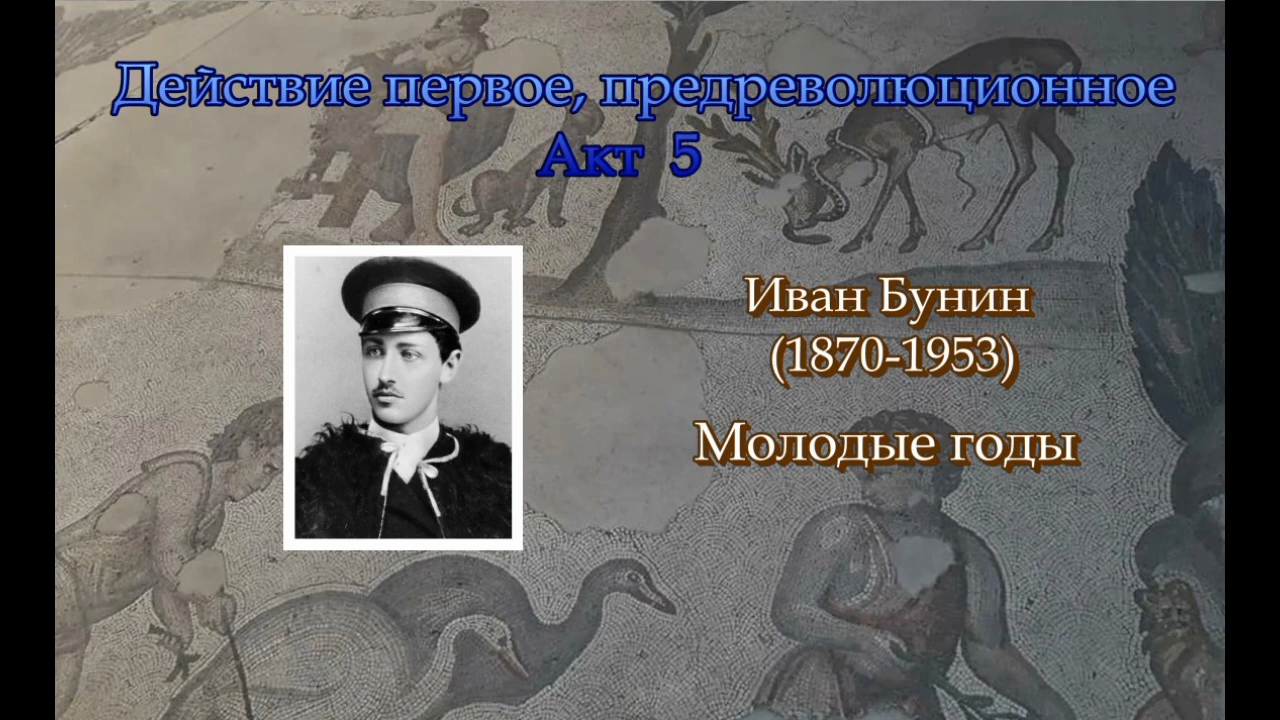 Действие первое, предреволюционное
Акт 5
Иван Бунин
(1870-1953)
Молодые годы